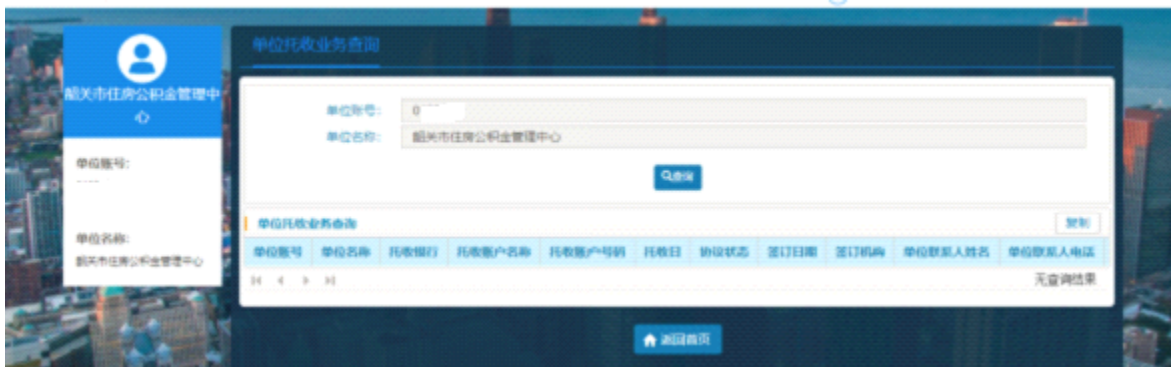 单位托收业务查询
韶关市住房公积金管理中
心
单位账号:
单位名称:
韶关市住房公积金管理中心
单位账号: 0
单位名称: 韶关市住房公积金管理中心
查询
单位托收业务查询 复制
单位账号 单位名称 托收银行 托收账户名称 托收账户号码 托收日 协议状态 签订日期 签订机构 单位联系人姓名 单位联系人电话
无查询结果
返回首页